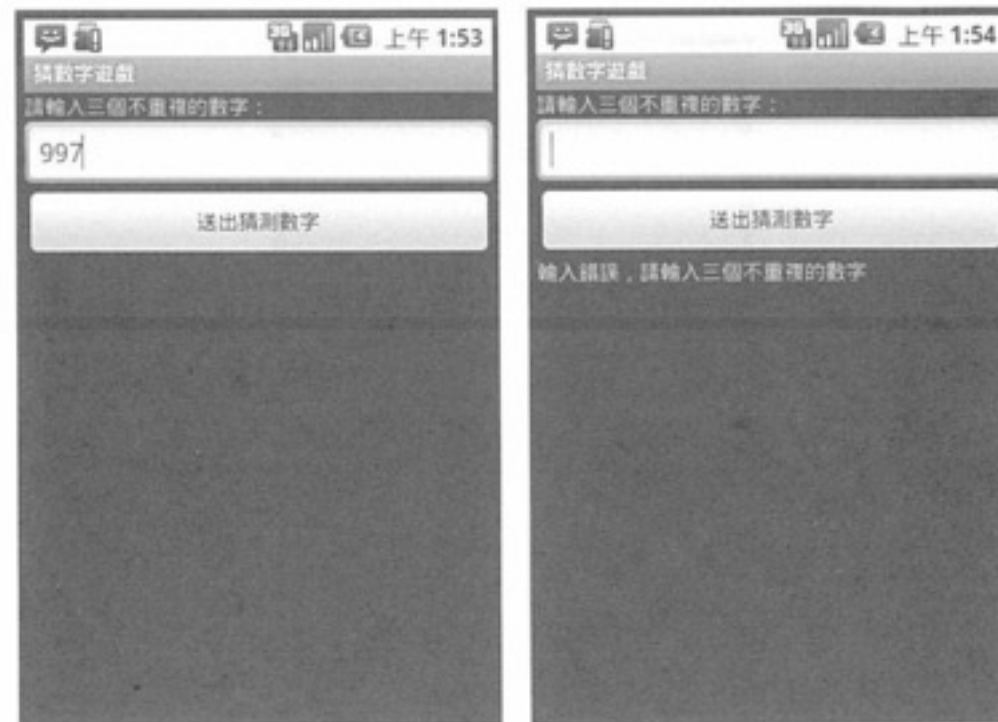 上午 1:53
猜數字遊戲
請輸入三個不重複的數字：
997
送出猜測數字
上午 1:54
猜數字遊戲
請輸入三個不重複的數字：
送出猜測數字
輸入錯誤，請輸入三個不重複的數字